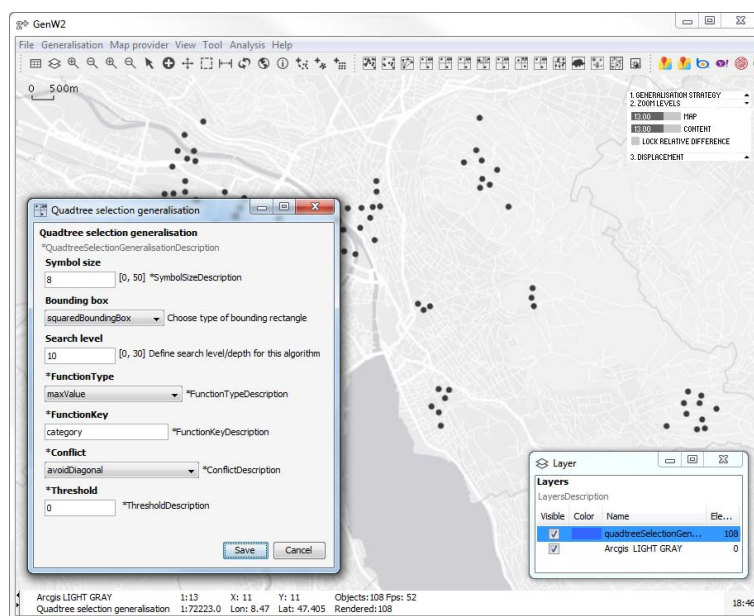 GenW2
File Generalisation Map provider View Tool Analysis Help
0 500m
1. GENERALISATION STRATEGY
2. ZOOM LEVELS
13.00 MAP
13.00 CONTENT
LOCK RELATIVE DIFFERENCE
3. DISPLACEMENT
Quadtree selection generalisation
Quadtree selection generalisation
*QuadtreeSelectionGeneralisationDescription
Symbol size
8 [0, 50] *SymbolSizeDescription
Bounding box
squaredBoundingBox Choose type of bounding rectangle
Search level
10 [0, 30] Define search level/depth for this algorithm
*FunctionType
maxValue *FunctionTypeDescription
*FunctionKey
category *FunctionKeyDescription
*Conflict
avoidDiagonal *ConflictDescription
*Threshold
0 *ThresholdDescription
Save Cancel
Layer
Layers
LayersDescription
Visible Color Name Ele...
quadtreeSelectionGen... 108
Arcgis LIGHT GRAY 0
Arcgis LIGHT GRAY 1:13 X: 11 Y: 11 Objects:108 Fps: 52
Quadtree selection generalisation 1:72223.0 Lon: 8.47 Lat: 47.405 Rendered:108
18:46